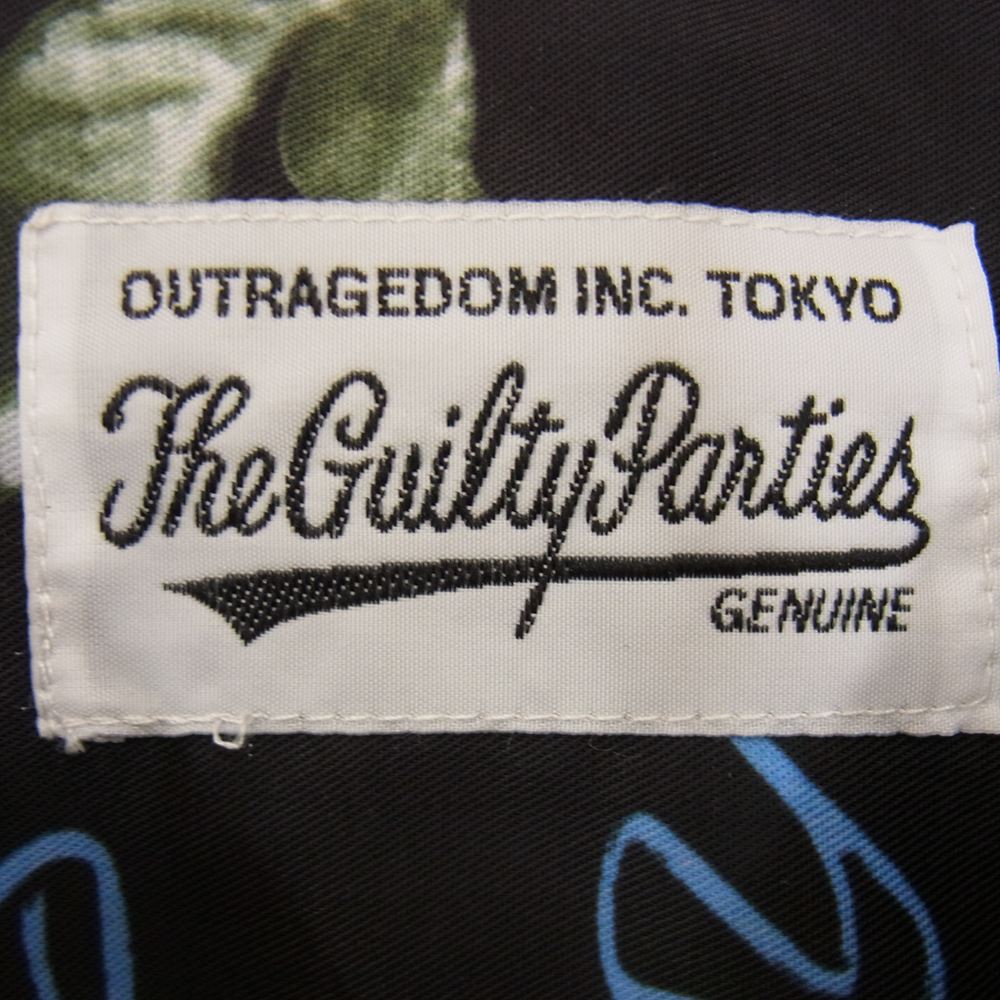 OUTRAGEDOM INC. TOKYO
The Guilty Parties
GENUINE